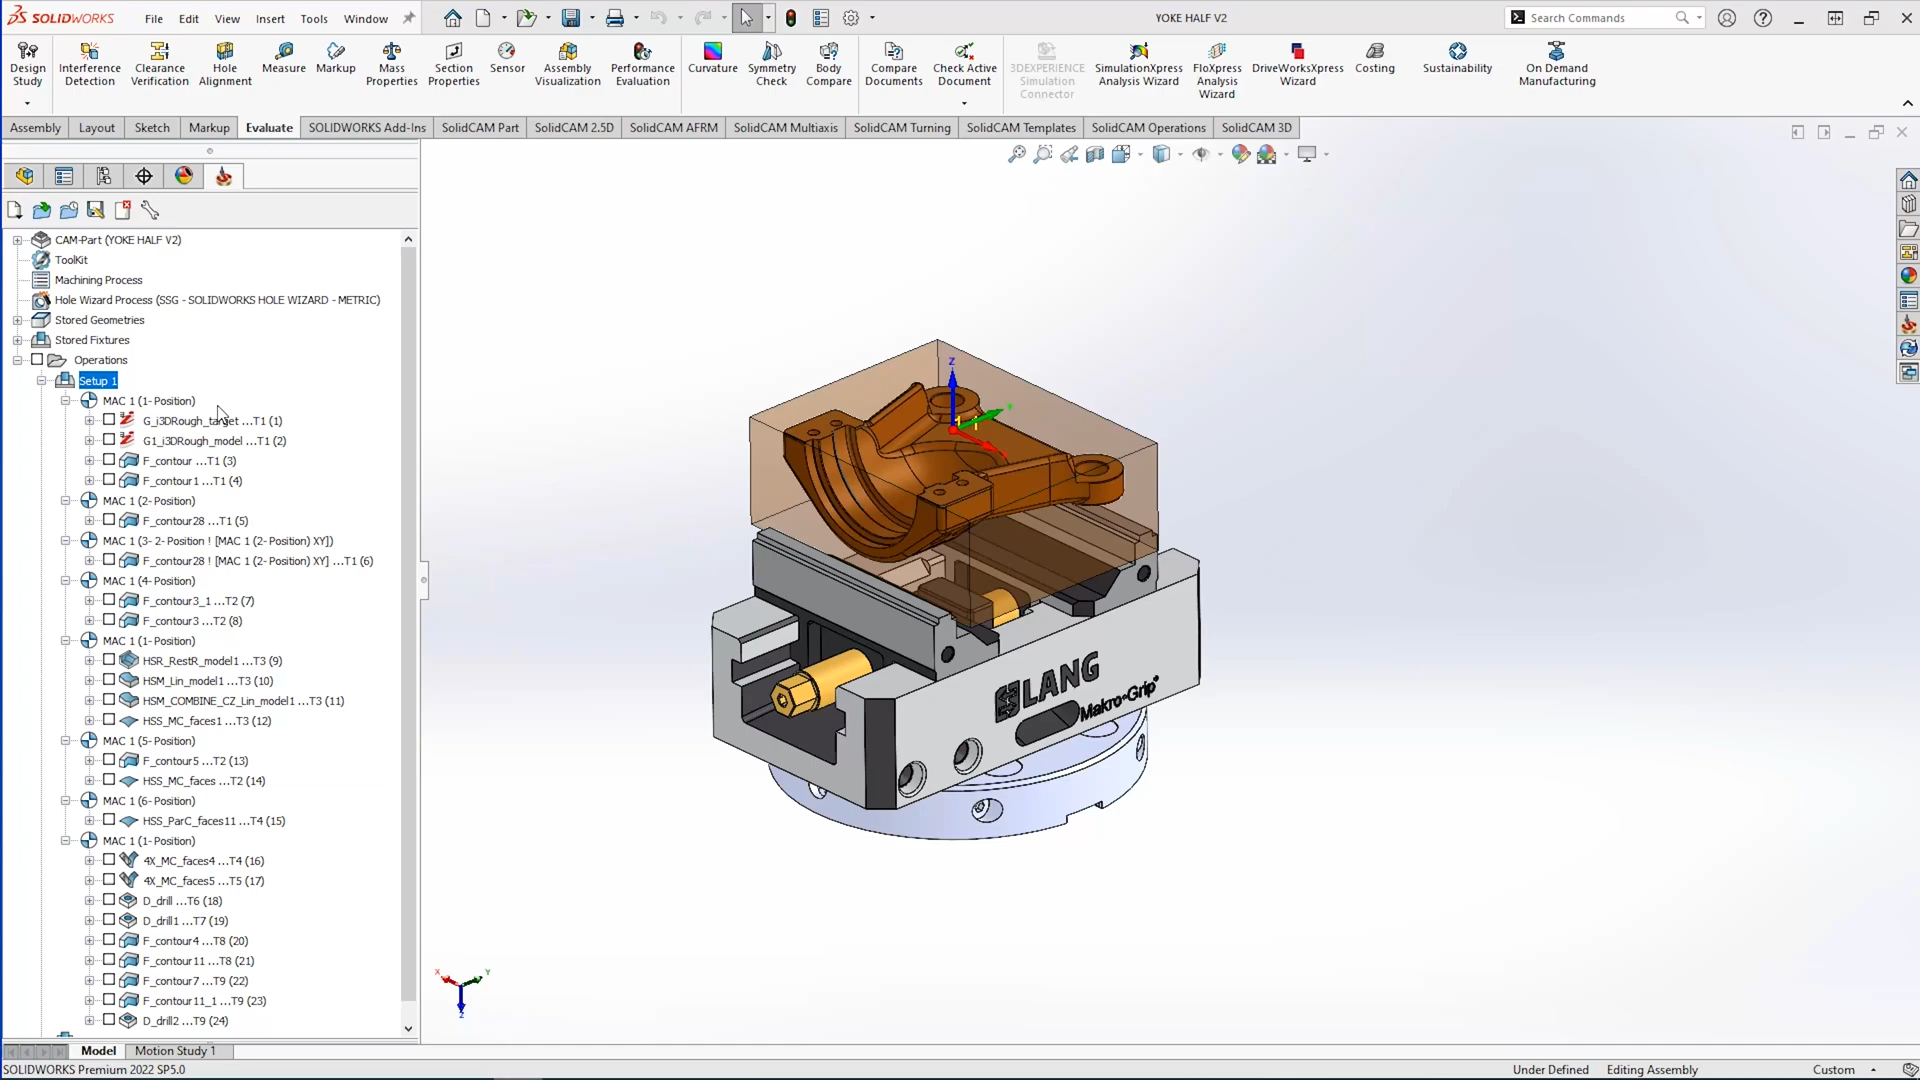 SOLIDWORKS File Edit View Insert Tools Window YOKE HALF V2 Search Commands
Design Study
Interference Detection
Clearance Verification
Hole Alignment
Measure
Markup
Mass Properties
Section Properties
Sensor
Assembly Visualization
Performance Evaluation
Curvature
Symmetry Check
Body Compare
Compare Documents
Check Active Document
3DEXPERIENCE Simulation Connector
SimulationXpress Analysis Wizard
FloXpress Analysis Wizard
DriveWorksXpress Wizard
Costing
Sustainability
On Demand Manufacturing
Assembly Layout Sketch Markup Evaluate SOLIDWORKS Add-Ins SolidCAM Part SolidCAM 2.5D SolidCAM AFRM SolidCAM Multiaxis SolidCAM Turning SolidCAM Templates SolidCAM Operations SolidCAM 3D
CAM-Part (YOKE HALF V2)
ToolKit
Machining Process
Hole Wizard Process (SSG - SOLIDWORKS HOLE WIZARD - METRIC)
Stored Geometries
Stored Fixtures
Operations
Setup 1
MAC 1 (1- Position)
G_i3DRough_target ...T1 (1)
G1_i3DRough_model ...T1 (2)
F_contour ...T1 (3)
F_contour1 ...T1 (4)
MAC 1 (2- Position)
F_contour28 ...T1 (5)
MAC 1 (3- 2-Position ! [MAC 1 (2- Position) XY])
F_contour28 ! [MAC 1 (2- Position) XY] ...T1 (6)
MAC 1 (4- Position)
F_contour3_1 ...T2 (7)
F_contour3 ...T2 (8)
MAC 1 (1- Position)
HSR_RestR_model1 ...T3 (9)
HSM_Lin_model1 ...T3 (10)
HSM_COMBINE_CZ_Lin_model1 ...T3 (11)
HSS_MC_faces1 ...T3 (12)
MAC 1 (5- Position)
F_contour5 ...T2 (13)
HSS_MC_faces ...T2 (14)
MAC 1 (6- Position)
HSS_ParC_faces11 ...T4 (15)
MAC 1 (1- Position)
4X_MC_faces4 ...T4 (16)
4X_MC_faces5 ...T5 (17)
D_drill ...T6 (18)
D_drill1 ...T7 (19)
F_contour4 ...T8 (20)
F_contour11 ...T8 (21)
F_contour7 ...T9 (22)
F_contour11_1 ...T9 (23)
D_drill2 ...T9 (24)
Z
LANG
Makro-Grip®
X Y
Z
Model Motion Study 1
SOLIDWORKS Premium 2022 SP5.0 Under Defined Editing Assembly Custom